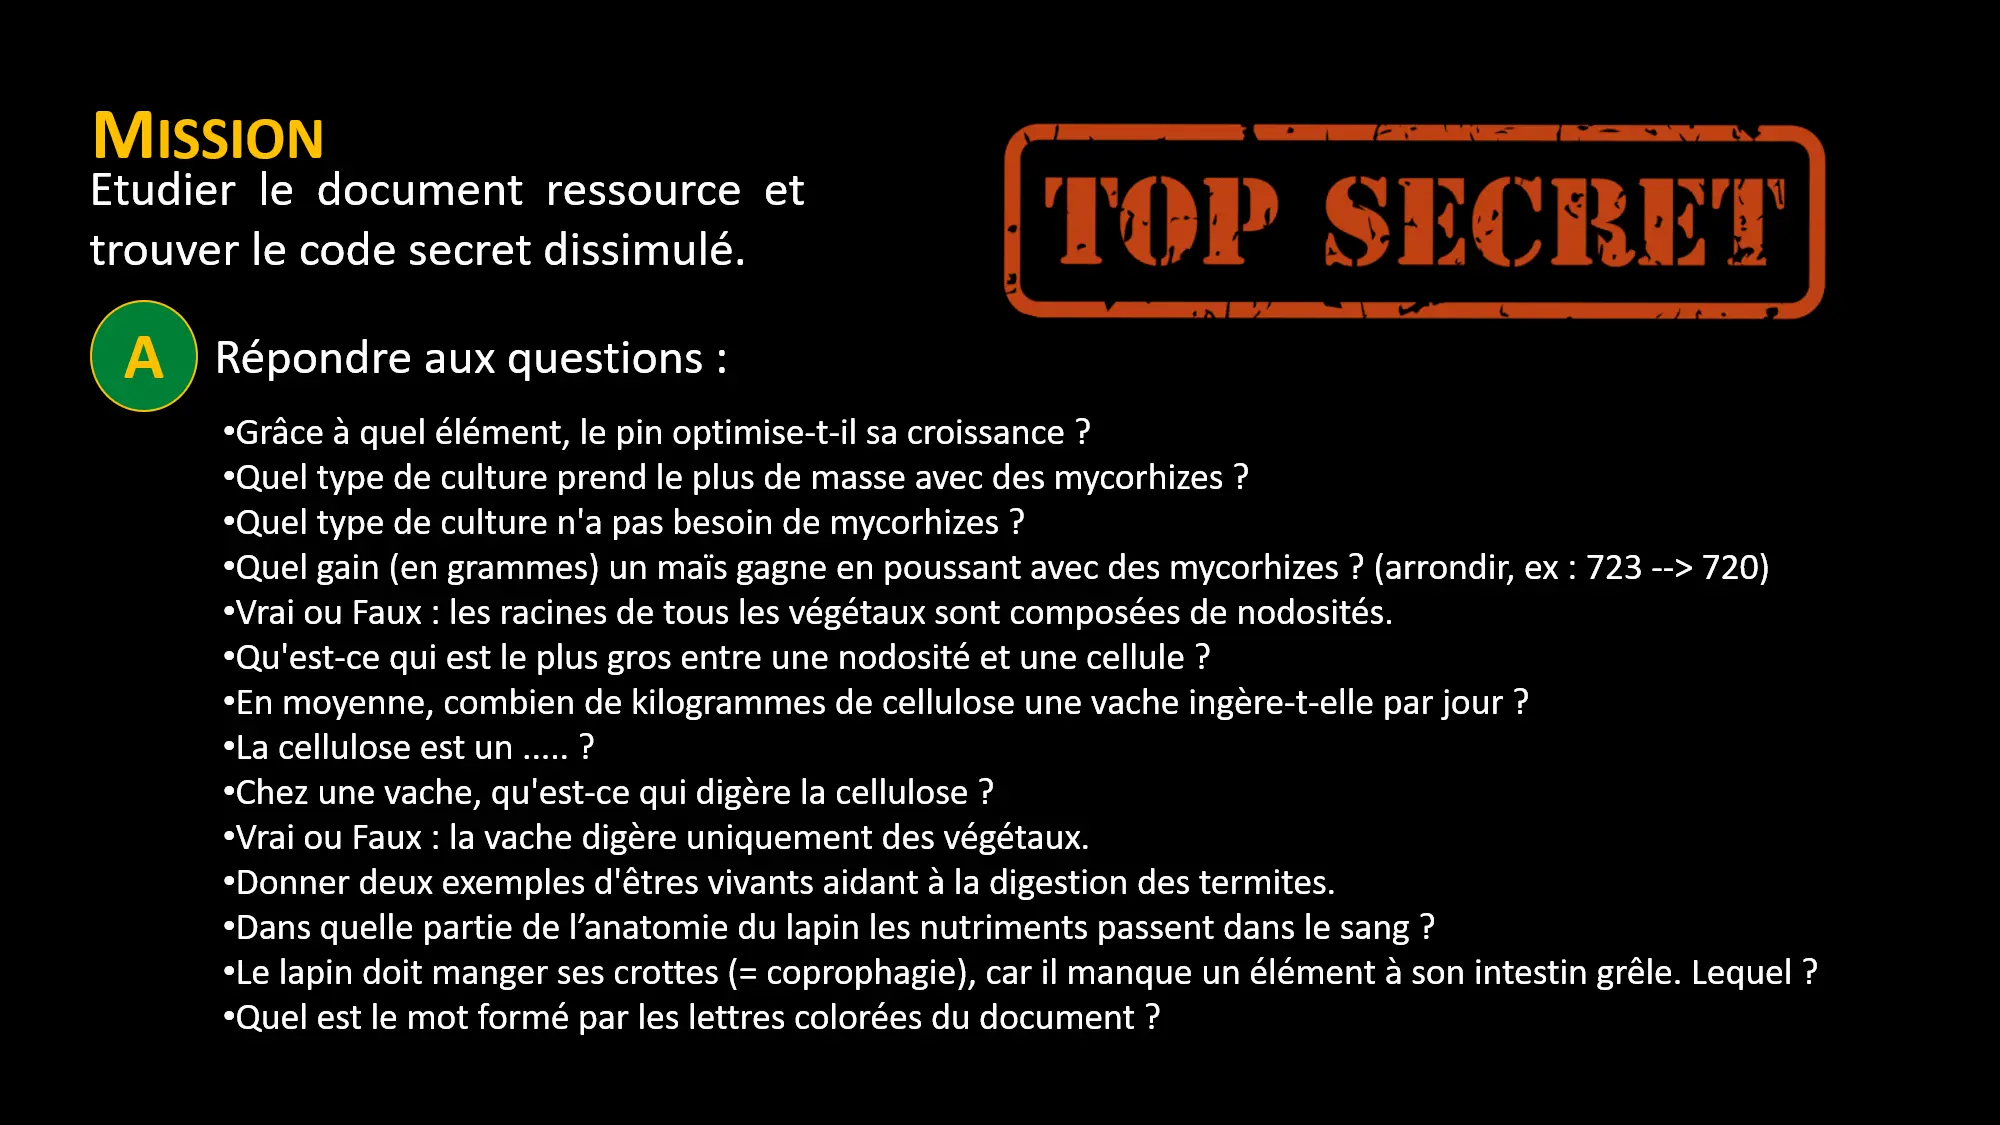 MISSION
TOP SECRET
Etudier le document ressource et
trouver le code secret dissimulé.
A
Répondre aux questions :
•Grâce à quel élément, le pin optimise-t-il sa croissance ?
•Quel type de culture prend le plus de masse avec des mycorhizes ?
•Quel type de culture n'a pas besoin de mycorhizes ?
•Quel gain (en grammes) un maïs gagne en poussant avec des mycorhizes ? (arrondir, ex : 723 --> 720)
•Vrai ou Faux : les racines de tous les végétaux sont composées de nodosités.
•Qu'est-ce qui est le plus gros entre une nodosité et une cellule ?
•En moyenne, combien de kilogrammes de cellulose une vache ingère-t-elle par jour ?
•La cellulose est un ..... ?
•Chez une vache, qu'est-ce qui digère la cellulose ?
•Vrai ou Faux : la vache digère uniquement des végétaux.
•Donner deux exemples d'êtres vivants aidant à la digestion des termites.
•Dans quelle partie de l’anatomie du lapin les nutriments passent dans le sang ?
•Le lapin doit manger ses crottes (= coprophagie), car il manque un élément à son intestin grêle. Lequel ?
•Quel est le mot formé par les lettres colorées du document ?